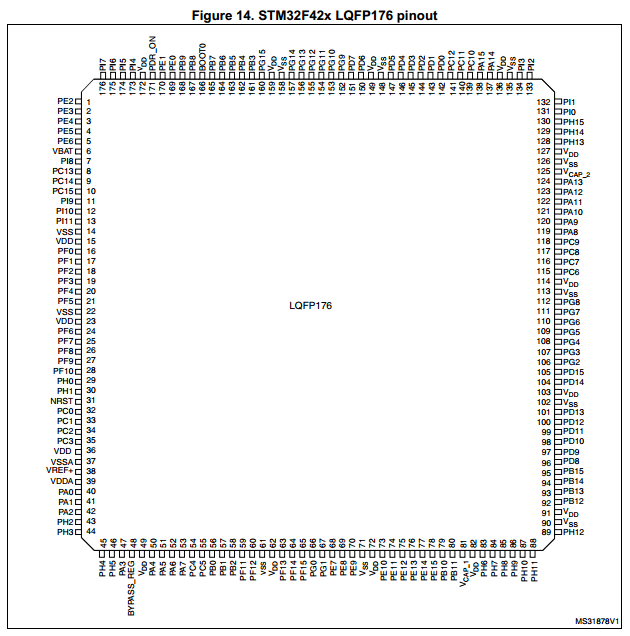 Figure 14. STM32F42x LQFP176 pinout
PI7 PI6 PI5 PI4 VDD PDR_ON PE1 PE0 PB9 PB8 BOOT0 PB7 PB6 PB5 PB4 PB3 PG15 VDD VSS PG14 PG13 PG12 PG11 PG10 PG9 PD7 PD6 VDD VSS PD5 PD4 PD3 PD2 PD1 PD0 PC12 PC11 PC10 PA15 PA14 VDD VSS PI3 PI2
176 175 174 173 172 171 170 169 168 167 166 165 164 163 162 161 160 159 158 157 156 155 154 153 152 151 150 149 148 147 146 145 144 143 142 141 140 139 138 137 136 135 134 133
PE2 1
PE3 2
PE4 3
PE5 4
PE6 5
VBAT 6
PI8 7
PC13 8
PC14 9
PC15 10
PI9 11
PI10 12
PI11 13
VSS 14
VDD 15
PF0 16
PF1 17
PF2 18
PF3 19
PF4 20
PF5 21
VSS 22
VDD 23
PF6 24
PF7 25
PF8 26
PF9 27
PF10 28
PH0 29
PH1 30
NRST 31
PC0 32
PC1 33
PC2 34
PC3 35
VDD 36
VSSA 37
VREF+ 38
VDDA 39
PA0 40
PA1 41
PA2 42
PH2 43
PH3 44
LQFP176
132 PI1
131 PI0
130 PH15
129 PH14
128 PH13
127 VDD
126 VSS
125 VCAP_2
124 PA13
123 PA12
122 PA11
121 PA10
120 PA9
119 PA8
118 PC9
117 PC8
116 PC7
115 PC6
114 VDD
113 VSS
112 PG8
111 PG7
110 PG6
109 PG5
108 PG4
107 PG3
106 PG2
105 PD15
104 PD14
103 VDD
102 VSS
101 PD13
100 PD12
99 PD11
98 PD10
97 PD9
96 PD8
95 PB15
94 PB14
93 PB13
92 PB12
91 VDD
90 VSS
89 PH12
45 46 47 48 49 50 51 52 53 54 55 56 57 58 59 60 61 62 63 64 65 66 67 68 69 70 71 72 73 74 75 76 77 78 79 80 81 82 83 84 85 86 87 88
PH4 PH5 PA3 BYPASS_REG VDD PA4 PA5 PA6 PA7 PC4 PC5 PB0 PB1 PB2 PF11 PF12 VSS VDD PF13 PF14 PF15 PG0 PG1 PE7 PE8 PE9 VSS VDD PE10 PE11 PE12 PE13 PE14 PE15 PB10 PB11 VCAP_1 VDD PH6 PH7 PH8 PH9 PH10 PH11
MS31878V1